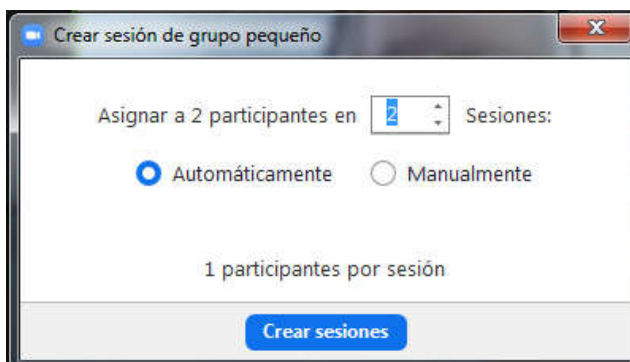 Crear sesión de grupo pequeño
Asignar a 2 participantes en 2 Sesiones:
Automáticamente Manualmente
1 participantes por sesión
Crear sesiones